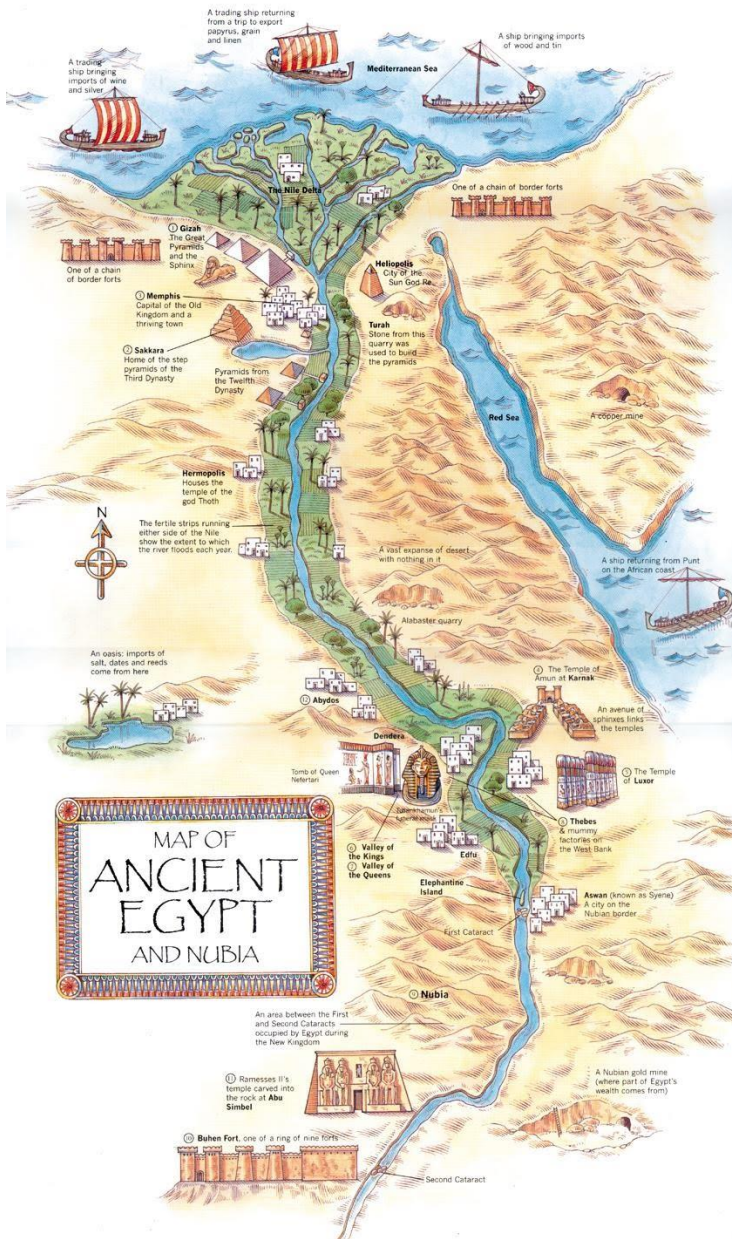 A trading ship returning
from a trip to export
papyrus, grain
and linen
A ship bringing imports
of wood and tin
A trading
ship bringing
imports of wine
and silver
Mediterranean Sea
The Nile Delta
One of a chain of border forts
One of a chain
of border forts
1 Gizah
The Great
Pyramids
and the
Sphinx
Heliopolis
City of the
Sun God Re
3 Memphis
Capital of the Old
Kingdom and a
thriving town
Turah
Stone from this
quarry was
used to build
the pyramids
2 Sakkara
Home of the step
pyramids of the
Third Dynasty
Pyramids from
the Twelfth
Dynasty
A copper mine
Red Sea
Hermopolis
Houses the
temple of the
god Thoth
N
The fertile strips running
either side of the Nile
show the extent to which
the river floods each year.
A vast expanse of desert
with nothing in it
A ship returning from Punt
on the African coast
Alabaster quarry
An oasis: imports of
salt, dates and reeds
come from here
4 The Temple of
Amun at Karnak
12 Abydos
An avenue of
sphinxes links
the temples
Dendera
Tomb of Queen
Nefertari
Tutankhamun's
funeral mask
5 The Temple
of Luxor
8 Thebes
& mummy
factories on
the West Bank
6 Valley of
the Kings
7 Valley of
the Queens
Edfu
MAP OF
ANCIENT
EGYPT
AND NUBIA
Elephantine
Island
Aswan (known as Syene)
A city on the
Nubian border
First Cataract
9 Nubia
An area between the First
and Second Cataracts
occupied by Egypt during
the New Kingdom
11 Ramesses II's
temple carved into
the rock at Abu
Simbel
A Nubian gold mine
(where part of Egypt's
wealth comes from)
10 Buhen Fort, one of a ring of nine forts
Second Cataract